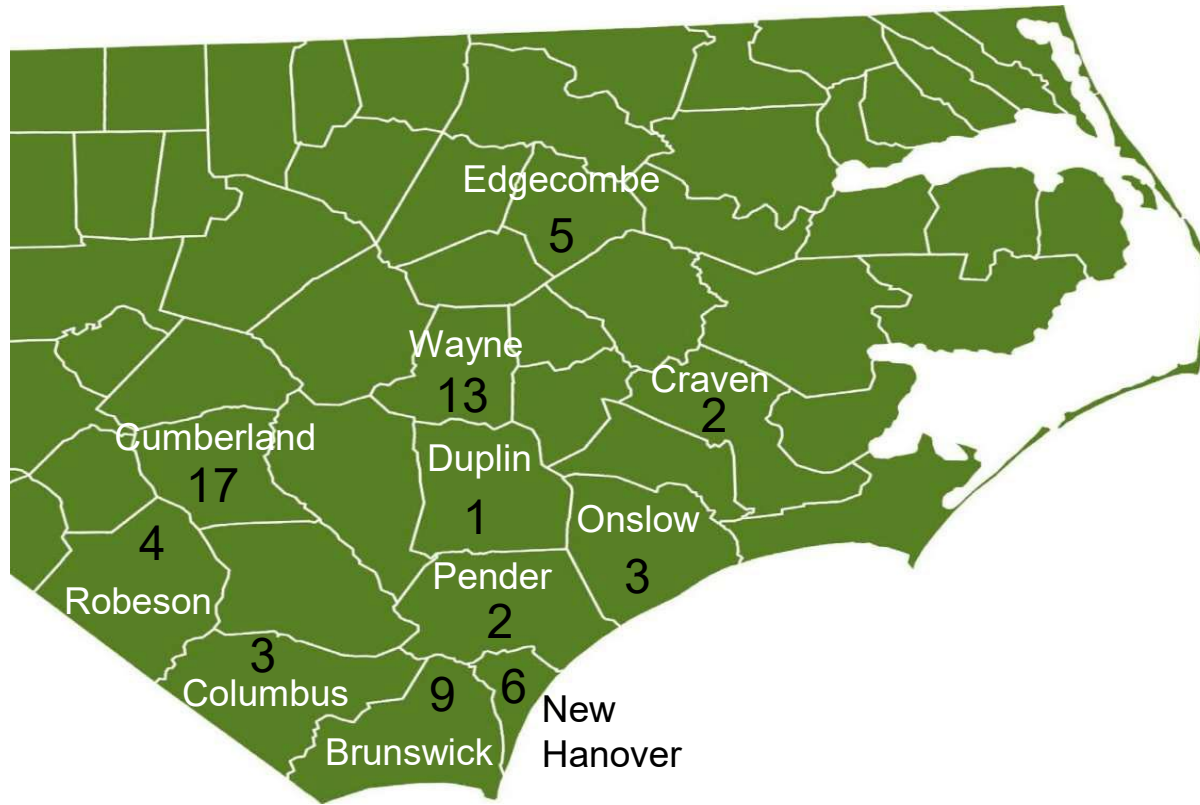 Edgecombe
5
Wayne
13
Craven
2
Cumberland
17
Duplin
1
Onslow
3
4
Robeson
Pender
2
3
Columbus
9
Brunswick
6
New
Hanover